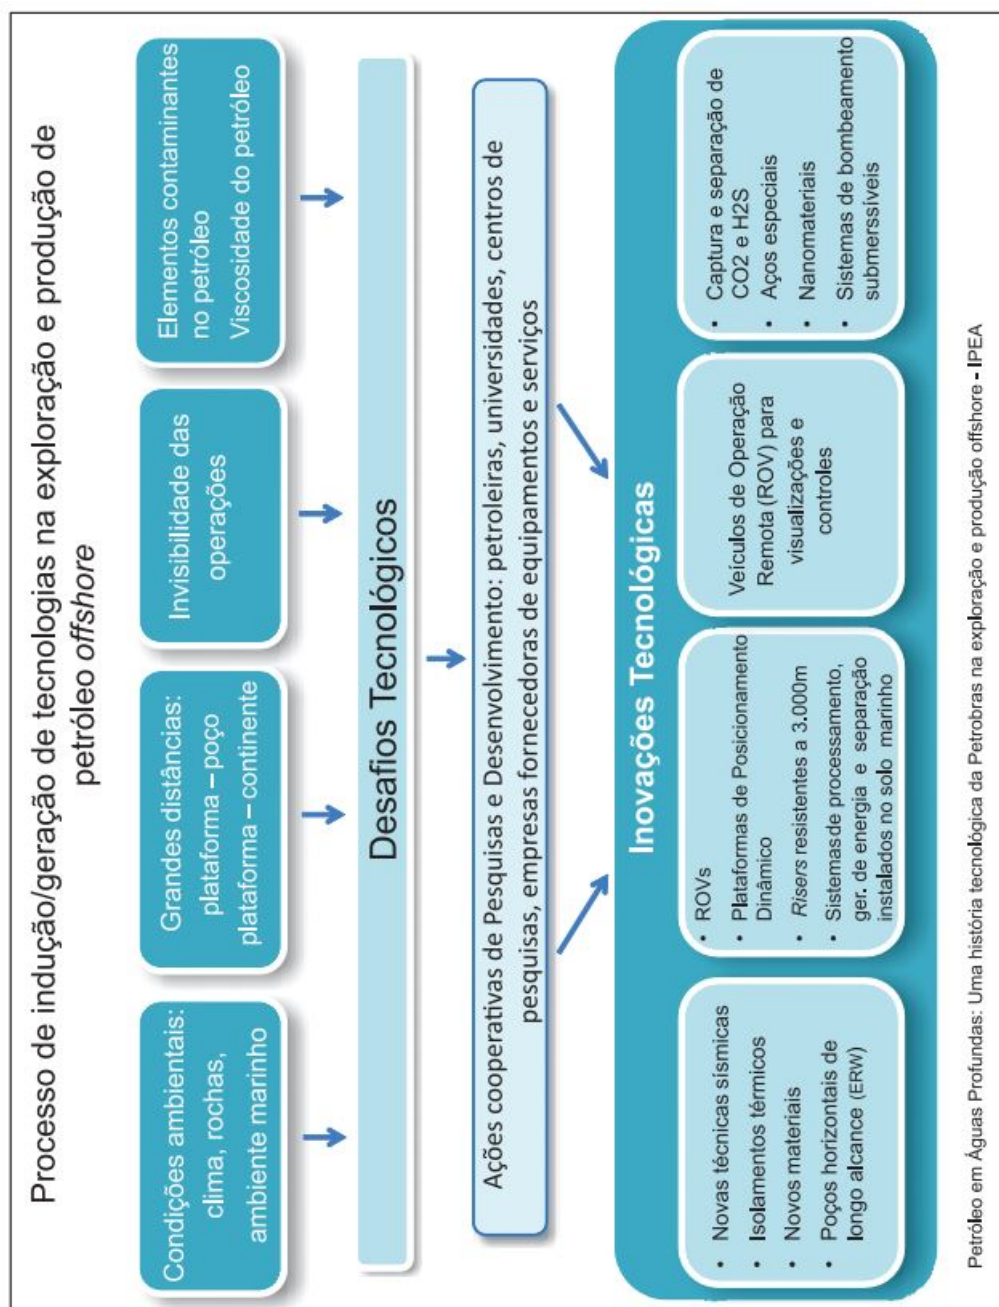 Processo de indução/geração de tecnologias na exploração e produção de
petróleo offshore
Condições ambientais:
clima, rochas,
ambiente marinho
Grandes distâncias:
plataforma – poço
plataforma – continente
Invisibilidade das
operações
Elementos contaminantes
no petróleo
Viscosidade do petróleo
Desafios Tecnológicos
Ações cooperativas de Pesquisas e Desenvolvimento: petroleiras, universidades, centros de
pesquisas, empresas fornecedoras de equipamentos e serviços
Inovações Tecnológicas
• Novas técnicas sísmicas
• Isolamentos térmicos
• Novos materiais
• Poços horizontais de
longo alcance (ERW)
• ROVs
• Plataformas de Posicionamento
Dinâmico
• Risers resistentes a 3.000m
• Sistemasde processamento,
ger. de energia e separação
instalados no solo marinho
Veículos de Operação
Remota (ROV) para
visualizações e
controles
• Captura e separação de
CO2 e H2S
• Aços especiais
• Nanomateriais
• Sistemas de bombeamento
submerssíveis
Petróleo em Águas Profundas: Uma história tecnológica da Petrobras na exploração e produção offshore - IPEA